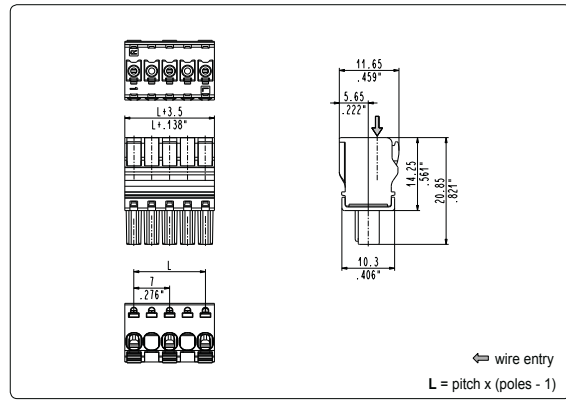 L+3.5
L+.138"
L
7
.276"
11.65
.459"
5.65
.222"
14.25
.561"
20.85
.821"
10.3
.406"
wire entry
L = pitch x (poles - 1)